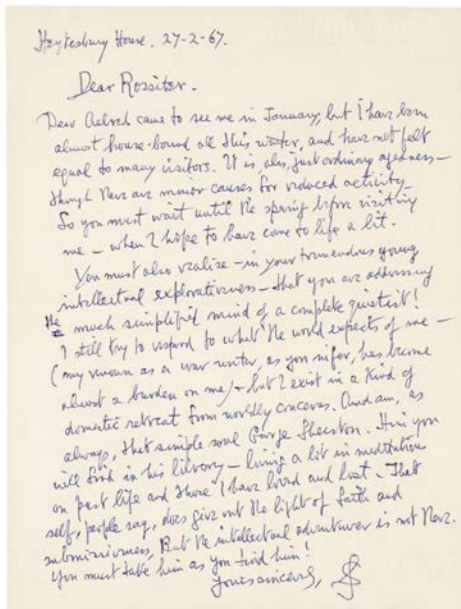 Heytesbury House. 27-2-67.
Dear Rossiter.
Dear Aelred came to see me in January, but I have been
almost house-bound all this winter, and have not felt
equal to many visitors. It is, alas, just ordinary agedness –
though there are minor causes for reduced activity –
So you must wait until the spring before visiting
me – when I hope to have come to life a bit.
You must also realize – in your tremendous young
intellectual explorativeness – that you are addressing
the much simplified mind of a complete quietist!
I still try to respond to what the world expects of me –
(my renown as a war writer, as you infer, has become
almost a burden on me) – but I exist in a kind of
domestic retreat from worldly concerns. And am, as
always, that simple soul George Sherston. Him you
will find in his library – living a lot in meditations
on past life and those I have loved and lost. That
self, people say, does give out the light of faith and
submissiveness. But the intellectual adventurer is not there.
You must take him as you find him!
Yours sincerely, SS